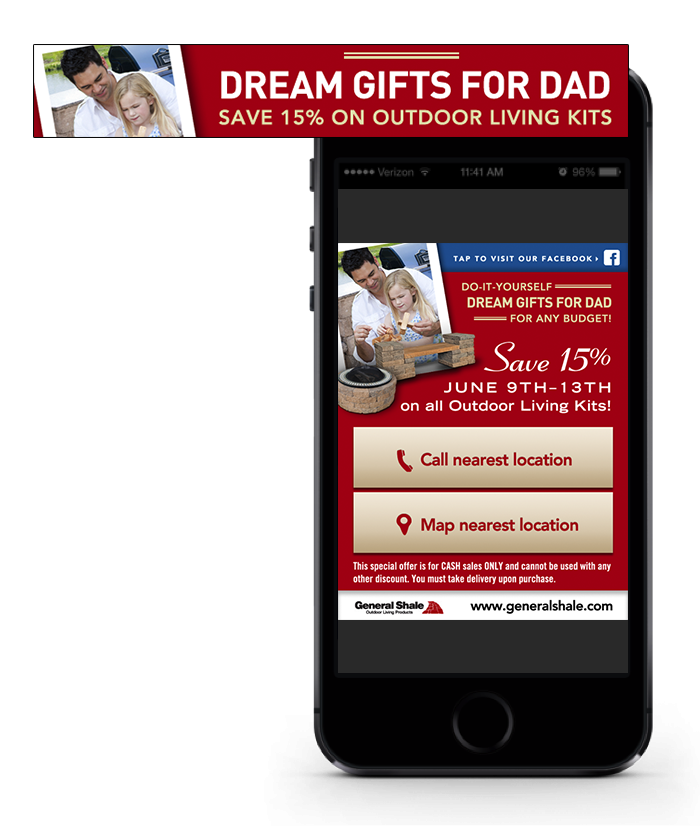 DREAM GIFTS FOR DAD
SAVE 15% ON OUTDOOR LIVING KITS
Verizon 11:41 AM 96%
TAP TO VISIT OUR FACEBOOK › f
DO-IT-YOURSELF
DREAM GIFTS FOR DAD
FOR ANY BUDGET!
Save 15%
JUNE 9TH-13TH
on all Outdoor Living Kits!
Call nearest location
Map nearest location
This special offer is for CASH sales ONLY and cannot be used with any
other discount. You must take delivery upon purchase.
General Shale
Outdoor Living Products
www.generalshale.com